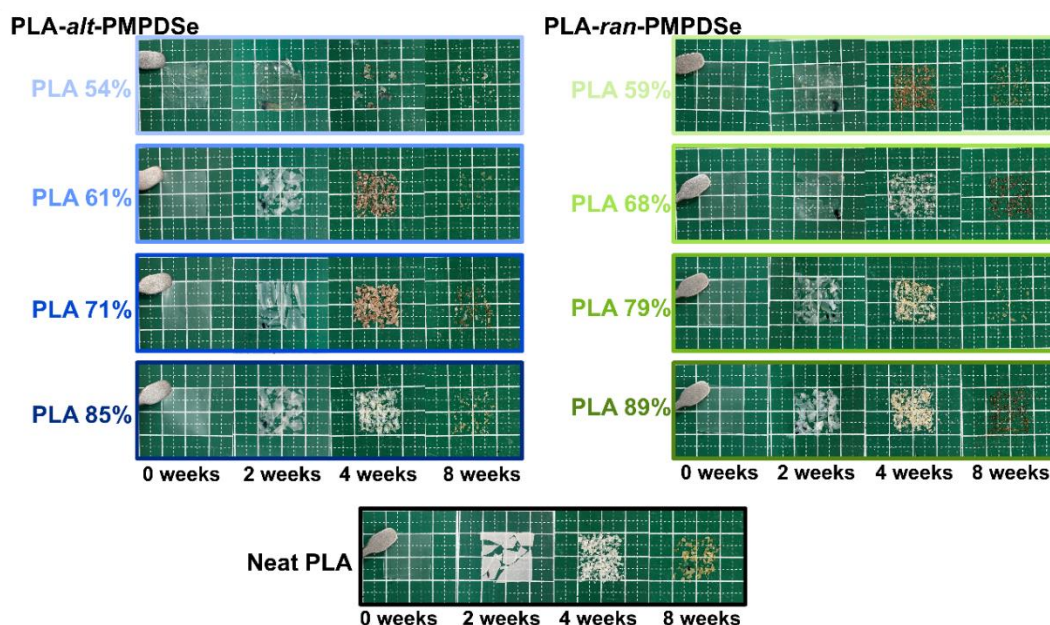 PLA-alt-PMPDSe
PLA 54%
PLA 61%
PLA 71%
PLA 85%
0 weeks 2 weeks 4 weeks 8 weeks
PLA-ran-PMPDSe
PLA 59%
PLA 68%
PLA 79%
PLA 89%
0 weeks 2 weeks 4 weeks 8 weeks
Neat PLA
0 weeks 2 weeks 4 weeks 8 weeks